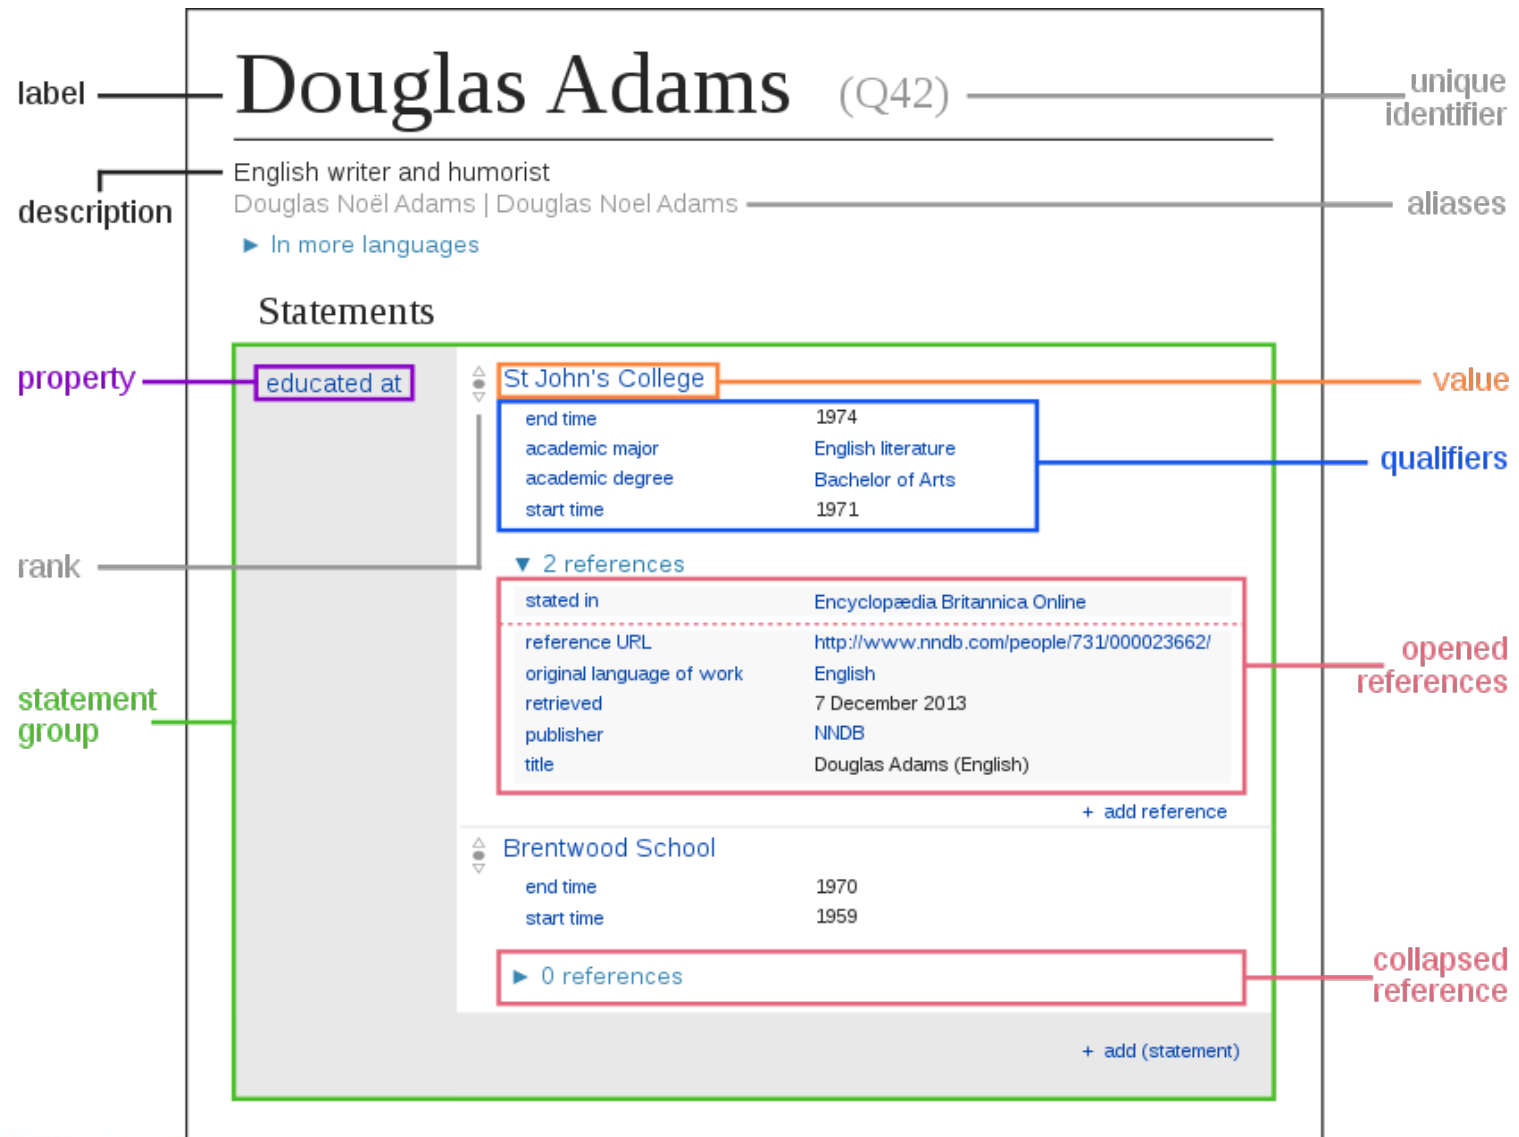 label
Douglas Adams (Q42)
unique
identifier
description
English writer and humorist
Douglas Noël Adams | Douglas Noel Adams
aliases
► In more languages
Statements
property
educated at
St John's College
value
end time 1974
academic major English literature
academic degree Bachelor of Arts
start time 1971
qualifiers
rank
▼ 2 references
stated in Encyclopædia Britannica Online
reference URL http://www.nndb.com/people/731/000023662/
original language of work English
retrieved 7 December 2013
publisher NNDB
title Douglas Adams (English)
opened
references
statement
group
+ add reference
Brentwood School
end time 1970
start time 1959
► 0 references
collapsed
reference
+ add (statement)